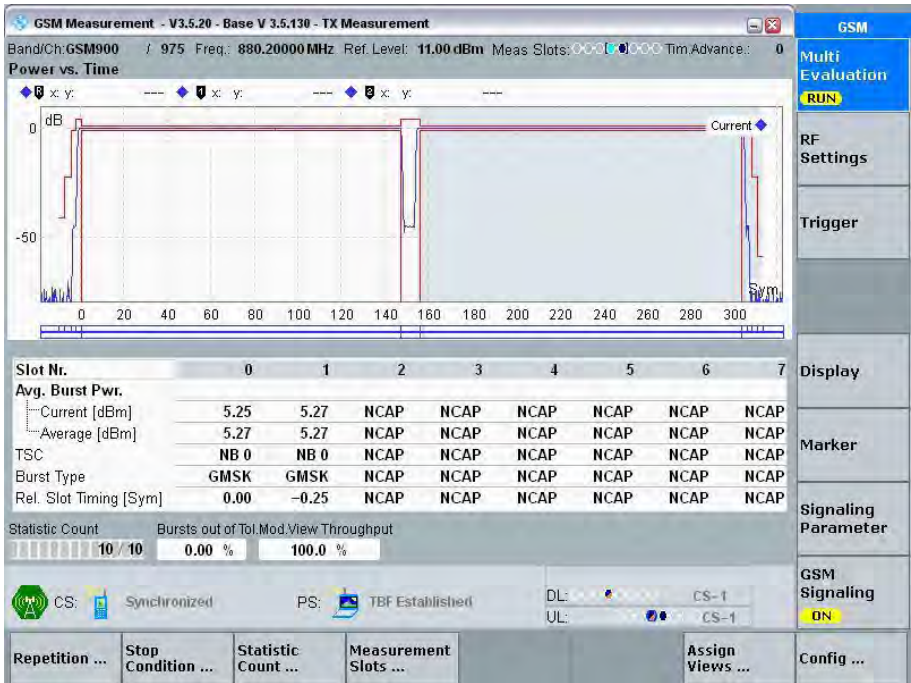 GSM Measurement - V3.5.20 - Base V 3.5.130 - TX Measurement
GSM
Band/Ch: GSM900 / 975 Freq.: 880.20000 MHz Ref. Level: 11.00 dBm Meas Slots: Tim.Advance.: 0
Power vs. Time
Multi Evaluation
RUN
R x: y: --- 1 x: y: --- 2 x: y: ---
dB
Current
0
-50
Sym.
0 20 40 60 80 100 120 140 160 180 200 220 240 260 280 300
RF Settings
Trigger
Slot Nr. 0 1 2 3 4 5 6 7
Avg. Burst Pwr.
Current [dBm] 5.25 5.27 NCAP NCAP NCAP NCAP NCAP NCAP
Average [dBm] 5.27 5.27 NCAP NCAP NCAP NCAP NCAP NCAP
TSC NB 0 NB 0 NCAP NCAP NCAP NCAP NCAP NCAP
Burst Type GMSK GMSK NCAP NCAP NCAP NCAP NCAP NCAP
Rel. Slot Timing [Sym] 0.00 -0.25 NCAP NCAP NCAP NCAP NCAP NCAP
Display
Marker
Signaling Parameter
Statistic Count Bursts out of Tol. Mod.View Throughput
10 / 10 0.00 % 100.0 %
CS: Synchronized PS: TBF Established DL: CS-1
UL: CS-1
GSM Signaling
ON
Repetition ...
Stop Condition ...
Statistic Count ...
Measurement Slots ...
Assign Views ...
Config ...